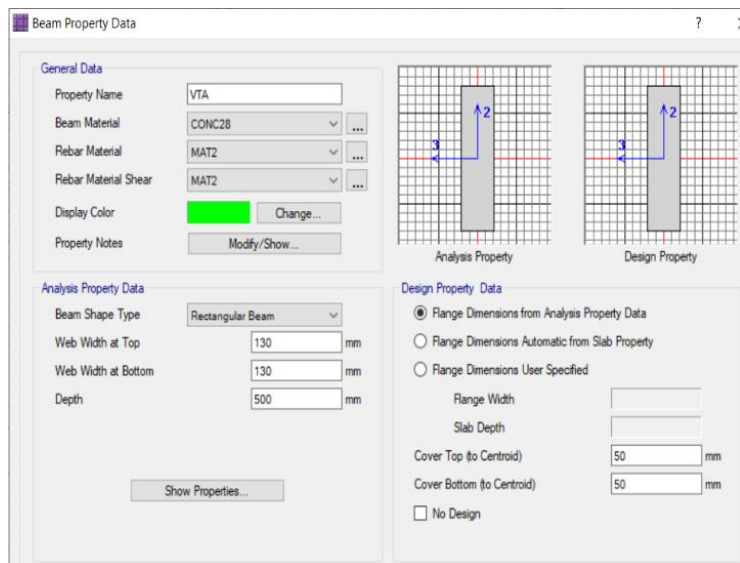 Beam Property Data ?
General Data
Property Name VTA
Beam Material CONC28 ...
Rebar Material MAT2 ...
Rebar Material Shear MAT2 ...
Display Color Change...
Property Notes Modify/Show...
2
3
Analysis Property
2
3
Design Property
Analysis Property Data
Beam Shape Type Rectangular Beam
Web Width at Top 130 mm
Web Width at Bottom 130 mm
Depth 500 mm
Show Properties...
Design Property Data
Flange Dimensions from Analysis Property Data
Flange Dimensions Automatic from Slab Property
Flange Dimensions User Specified
Flange Width
Slab Depth
Cover Top (to Centroid) 50 mm
Cover Bottom (to Centroid) 50 mm
No Design